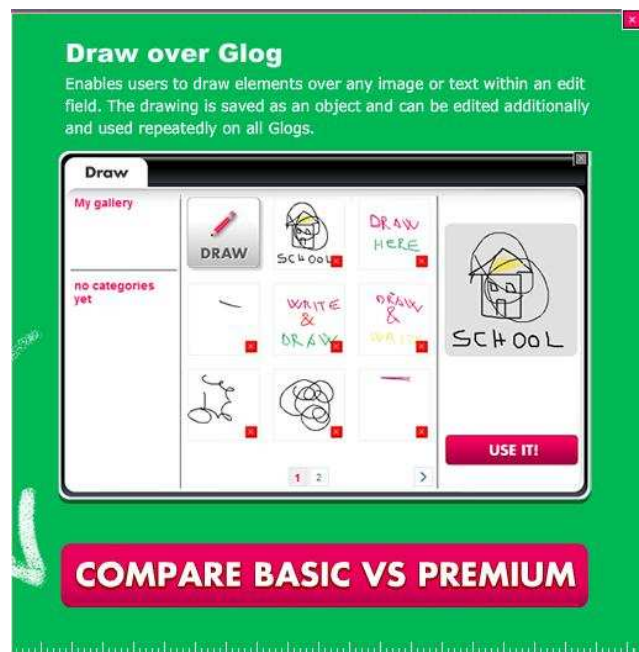 Draw over Glog
Enables users to draw elements over any image or text within an edit
field. The drawing is saved as an object and can be edited additionally
and used repeatedly on all Glogs.
Draw
My gallery
no categories
yet
DRAW
SCHOOL
DRAW
HERE
WRITE
&
DRAW
DRAW
&
WRITE
1 2
SCHOOL
USE IT!
COMPARE BASIC VS PREMIUM